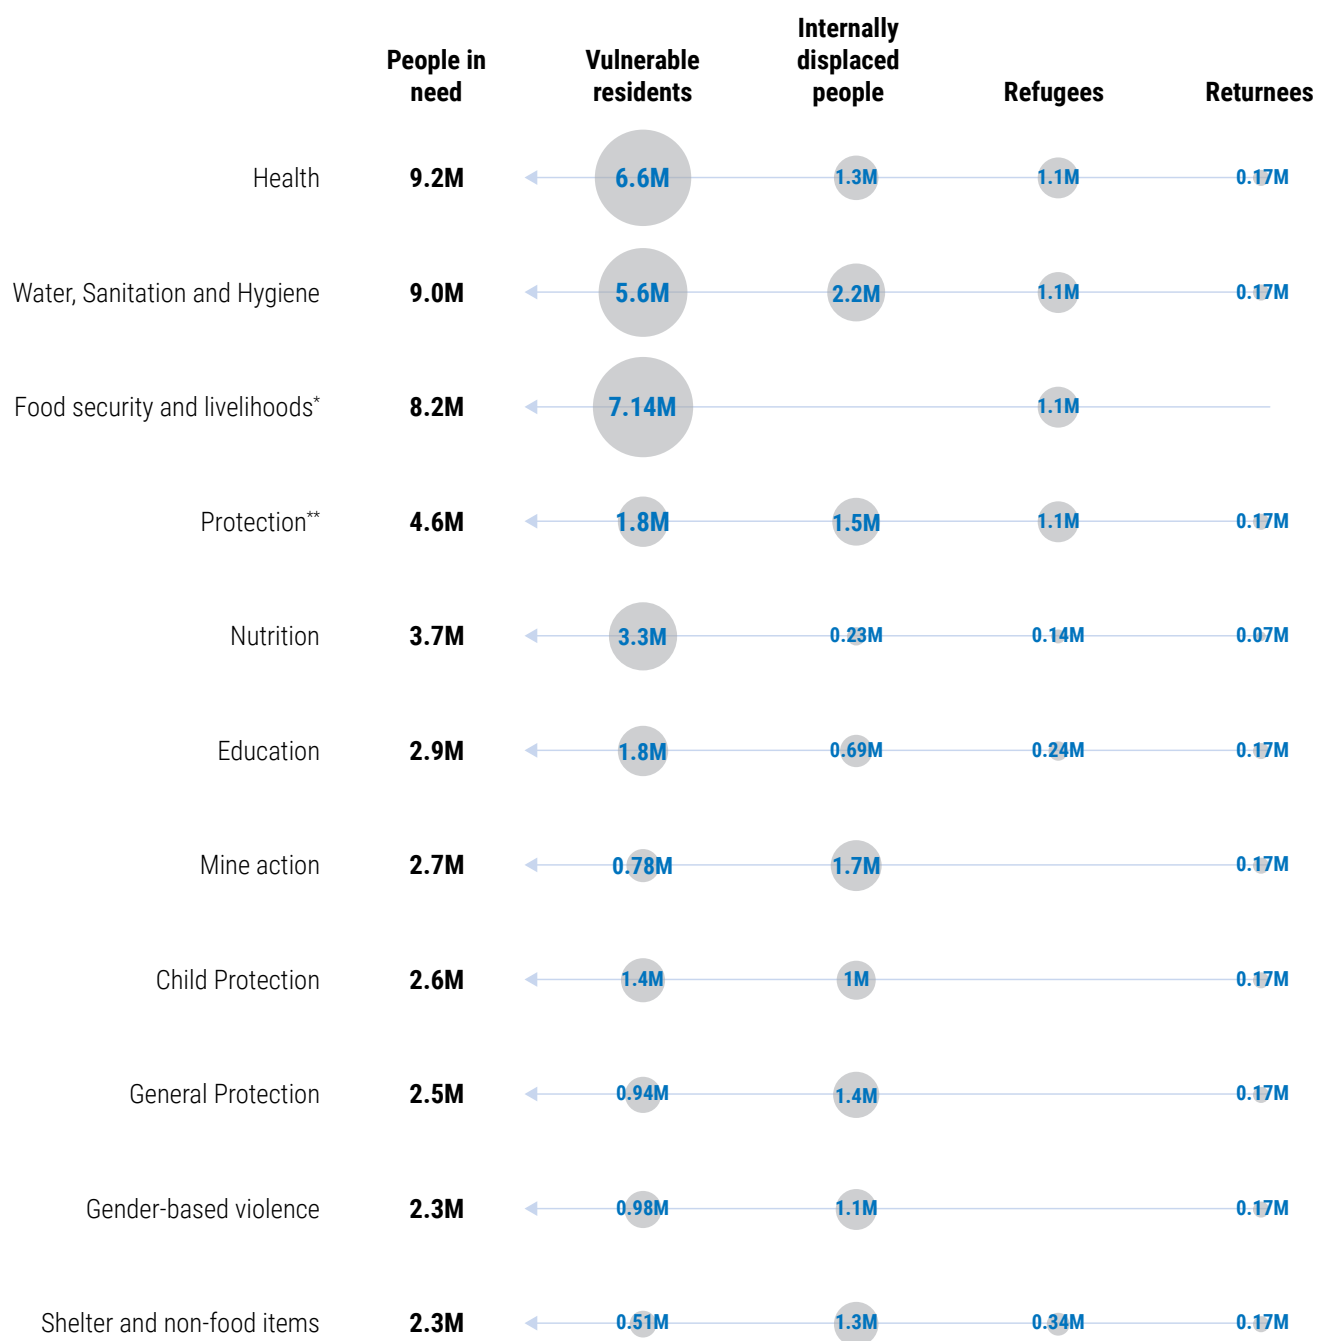 People in need
Vulnerable residents
Internally displaced people
Refugees
Returnees
Health 9.2M 6.6M 1.3M 1.1M 0.17M
Water, Sanitation and Hygiene 9.0M 5.6M 2.2M 1.1M 0.17M
Food security and livelihoods* 8.2M 7.14M 1.1M
Protection** 4.6M 1.8M 1.5M 1.1M 0.17M
Nutrition 3.7M 3.3M 0.23M 0.14M 0.07M
Education 2.9M 1.8M 0.69M 0.24M 0.17M
Mine action 2.7M 0.78M 1.7M 0.17M
Child Protection 2.6M 1.4M 1M 0.17M
General Protection 2.5M 0.94M 1.4M 0.17M
Gender-based violence 2.3M 0.98M 1.1M 0.17M
Shelter and non-food items 2.3M 0.51M 1.3M 0.34M 0.17M